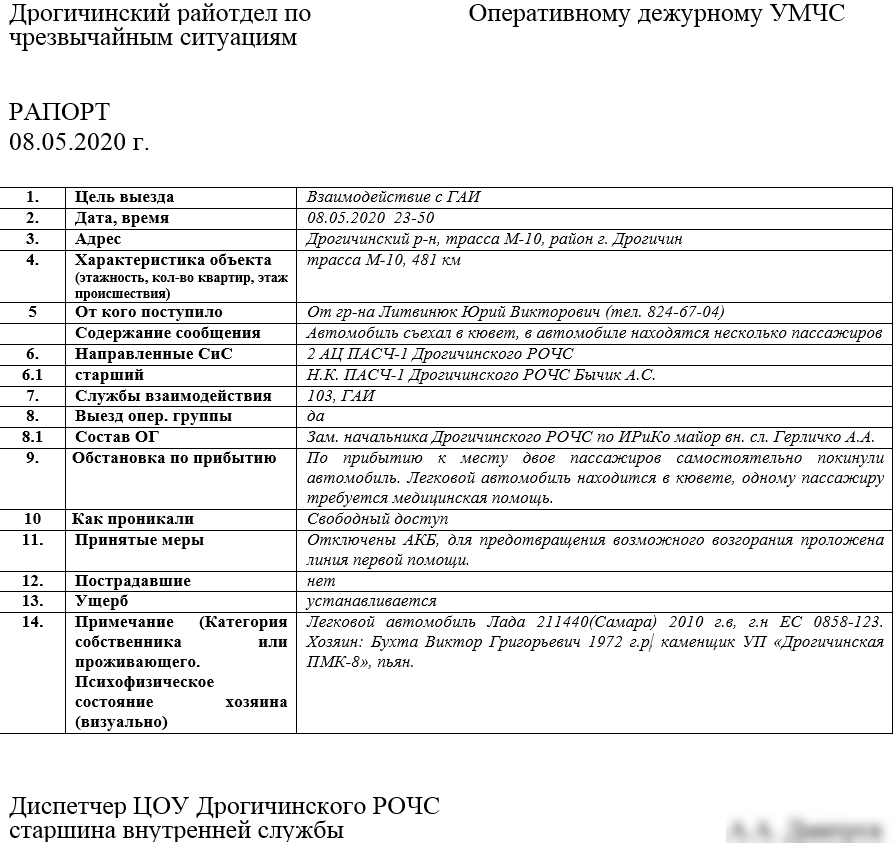 Дрогичинский райотдел по Оперативному дежурному УМЧС
чрезвычайным ситуациям
РАПОРТ
08.05.2020 г.
1. Цель выезда Взаимодействие с ГАИ
2. Дата, время 08.05.2020 23-50
3. Адрес Дрогичинский р-н, трасса М-10, район г. Дрогичин
4. Характеристика объекта трасса М-10, 481 км
(этажность, кол-во квартир, этаж
происшествия)
5 От кого поступило От гр-на Литвинюк Юрий Викторович (тел. 824-67-04)
Содержание сообщения Автомобиль съехал в кювет, в автомобиле находятся несколько пассажиров
6. Направленные СиС 2 АЦ ПАСЧ-1 Дрогичинского РОЧС
6.1 старший Н.К. ПАСЧ-1 Дрогичинского РОЧС Бычик А.С.
7. Службы взаимодействия 103, ГАИ
8. Выезд опер. группы да
8.1 Состав ОГ Зам. начальника Дрогичинского РОЧС по ИРиКо майор вн. сл. Герличко А.А.
9. Обстановка по прибытию По прибытию к месту двое пассажиров самостоятельно покинули
автомобиль. Легковой автомобиль находится в кювете, одному пассажиру
требуется медицинская помощь.
10 Как проникали Свободный доступ
11. Принятые меры Отключены АКБ, для предотвращения возможного возгорания проложена
линия первой помощи.
12. Пострадавшие нет
13. Ущерб устанавливается
14. Примечание (Категория Легковой автомобиль Лада 211440(Самара) 2010 г.в, г.н ЕС 0858-123.
собственника или Хозяин: Бухта Виктор Григорьевич 1972 г.р каменщик УП «Дрогичинская
проживающего. ПМК-8», пьян.
Психофизическое
состояние хозяина
(визуально)
Диспетчер ЦОУ Дрогичинского РОЧС
старшина внутренней службы